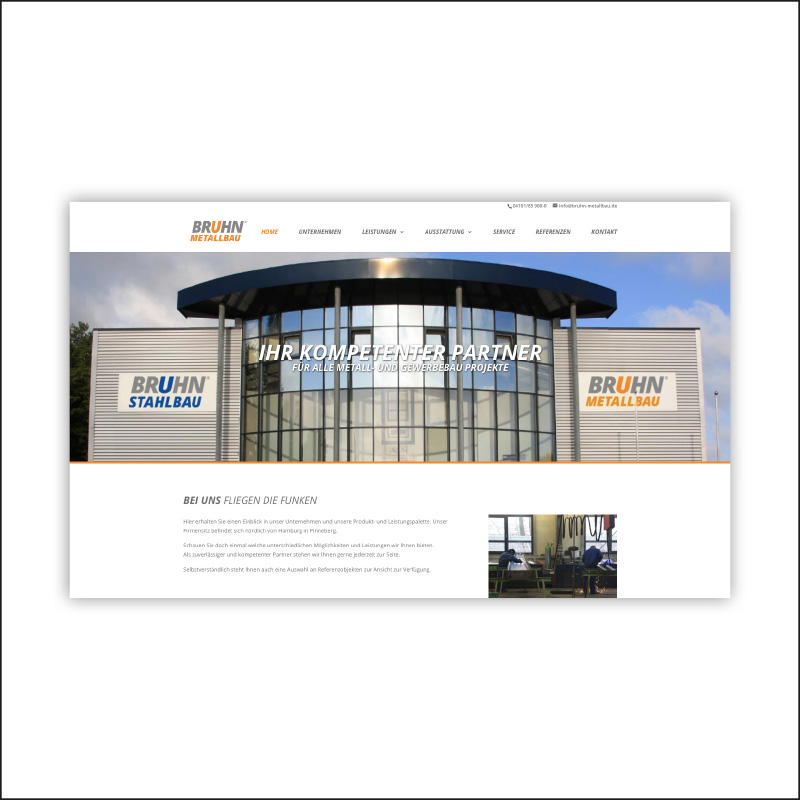 04101/85 900-0 info@bruhn-metallbau.de
BRUHN®
METALLBAU
HOME UNTERNEHMEN LEISTUNGEN AUSSTATTUNG SERVICE REFERENZEN KONTAKT
IHR KOMPETENTER PARTNER
FÜR ALLE METALL- UND GEWERBEBAU PROJEKTE
BRUHN®
STAHLBAU
BRUHN®
METALLBAU
BEI UNS FLIEGEN DIE FUNKEN
Hier erhalten Sie einen Einblick in unser Unternehmen und unsere Produkt- und Leistungspalette. Unser
Firmensitz befindet sich nördlich von Hamburg in Pinneberg.
Schauen Sie doch einmal welche unterschiedlichen Möglichkeiten und Leistungen wir Ihnen bieten.
Als zuverlässiger und kompetenter Partner stehen wir Ihnen gerne jederzeit zur Seite.
Selbstverständlich steht Ihnen auch eine Auswahl an Referenzobjekten zur Ansicht zur Verfügung.